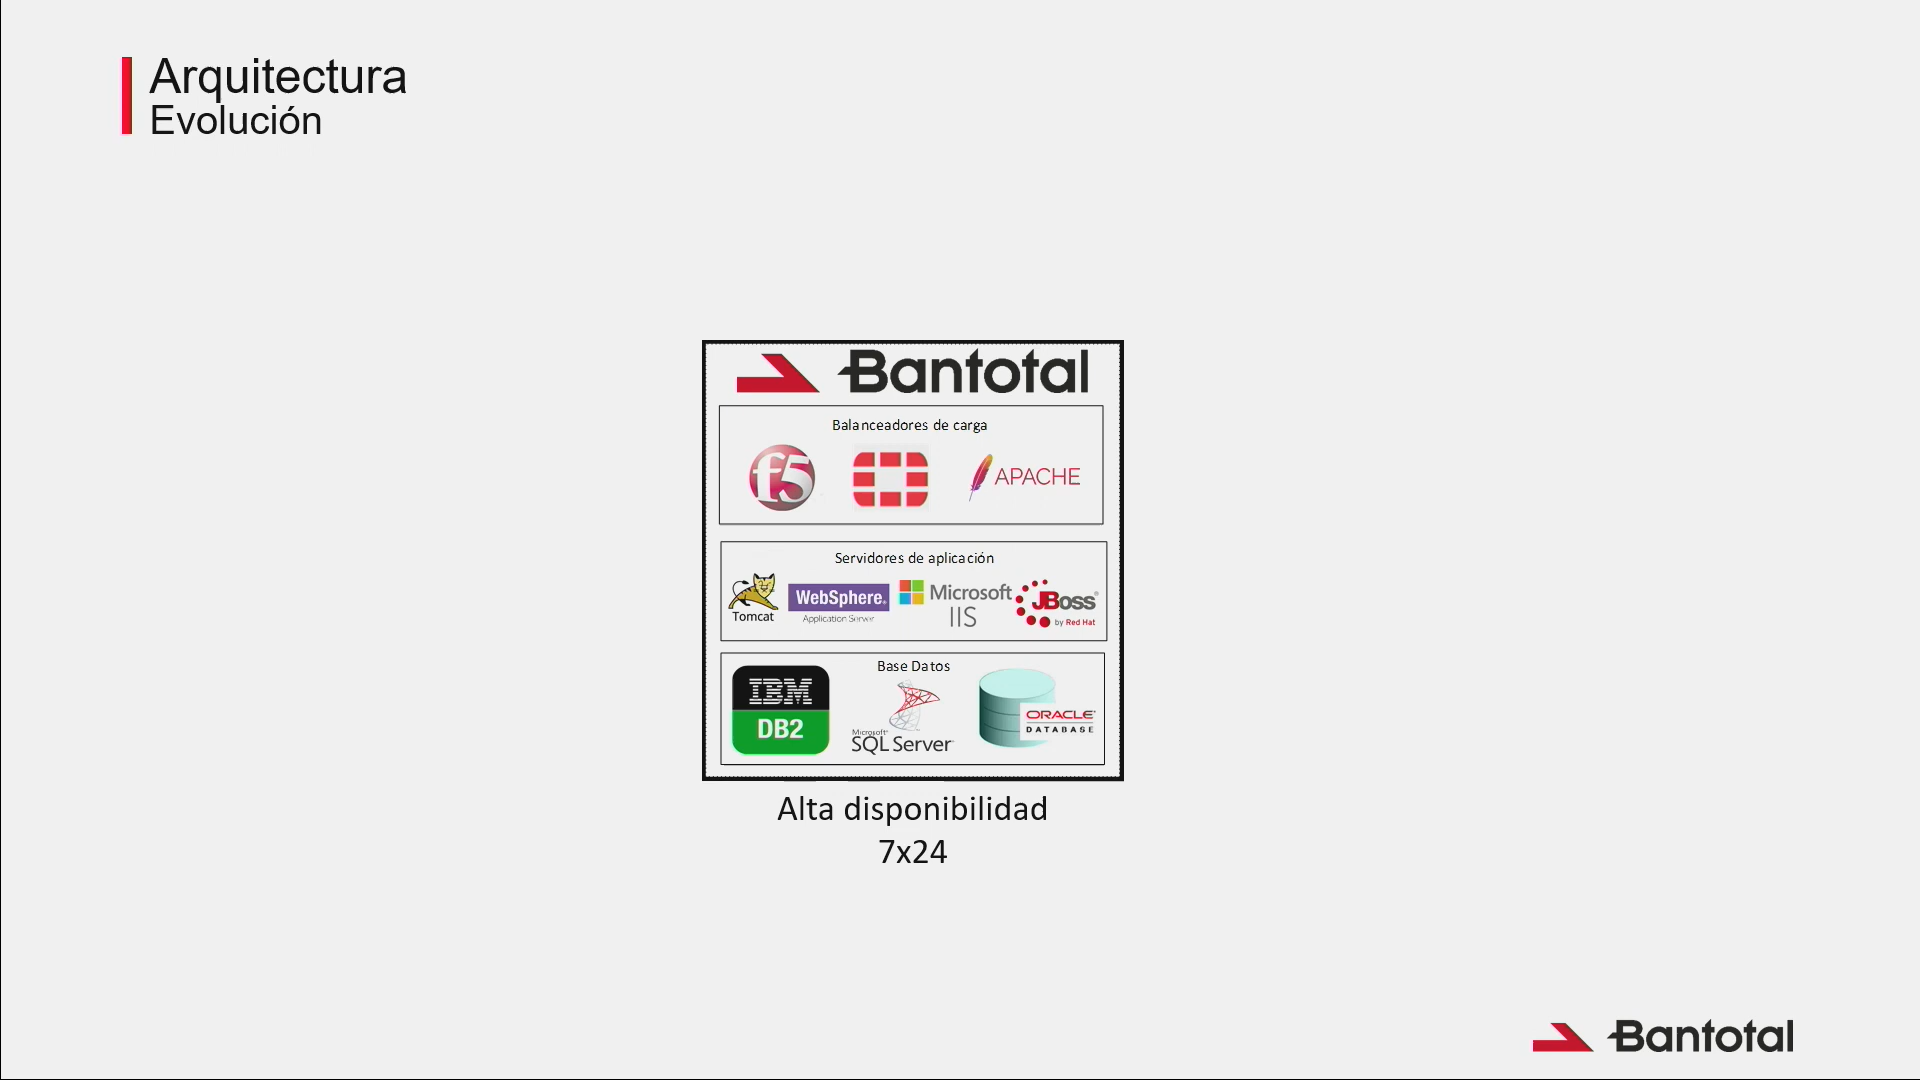 Arquitectura
Evolución
Bantotal
Balanceadores de carga
f5
APACHE
Servidores de aplicación
Tomcat
WebSphere.
Application Server
Microsoft
IIS
JBoss
by Red Hat
Base Datos
IBM
DB2
Microsoft
SQL Server
ORACLE
DATABASE
Alta disponibilidad
7x24
Bantotal